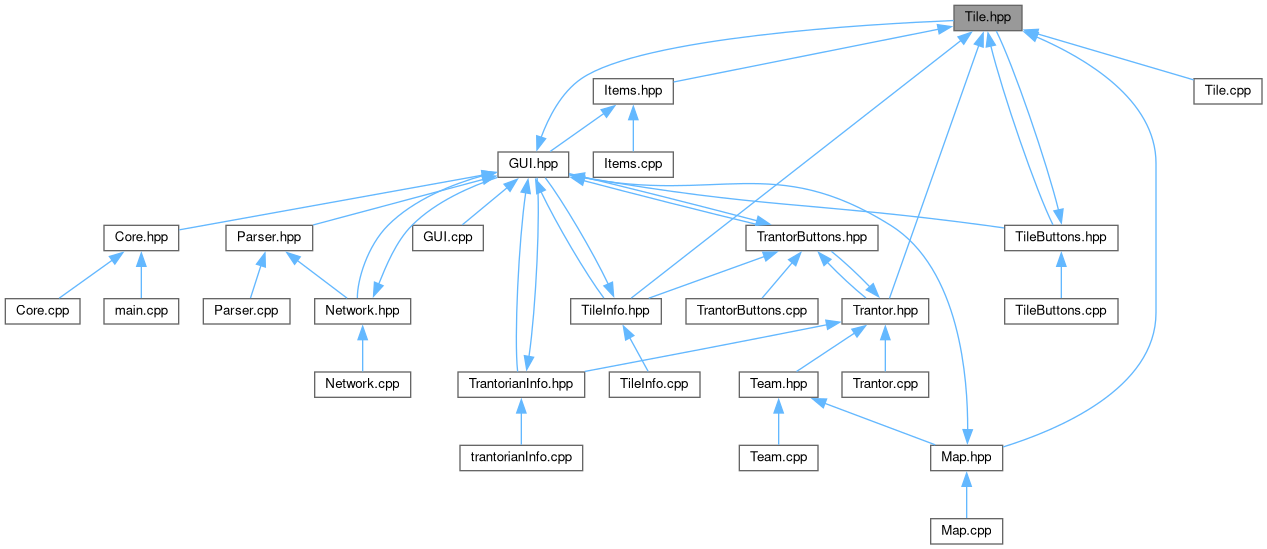 Tile.hpp
Items.hpp
Tile.cpp
GUI.hpp
Items.cpp
Core.hpp
Parser.hpp
GUI.cpp
TrantorButtons.hpp
TileButtons.hpp
Core.cpp
main.cpp
Parser.cpp
Network.hpp
TileInfo.hpp
TrantorButtons.cpp
Trantor.hpp
TileButtons.cpp
Network.cpp
TrantorianInfo.hpp
TileInfo.cpp
Team.hpp
Trantor.cpp
trantorianInfo.cpp
Team.cpp
Map.hpp
Map.cpp